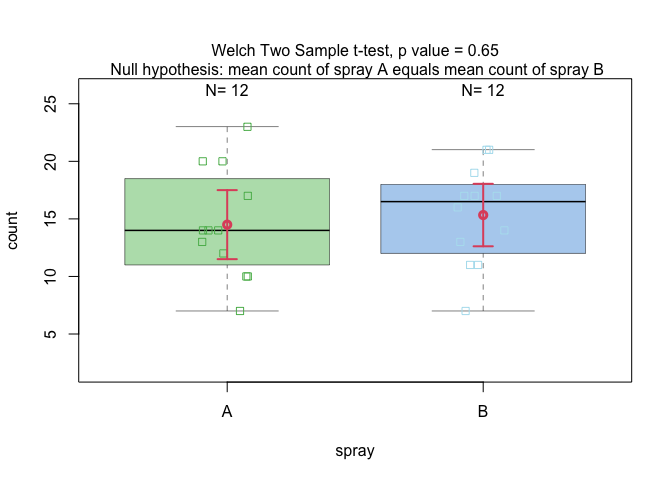 Welch Two Sample t-test, p value = 0.65
Null hypothesis: mean count of spray A equals mean count of spray B
N= 12 N= 12
25
20
15
10
5
count
A B
spray